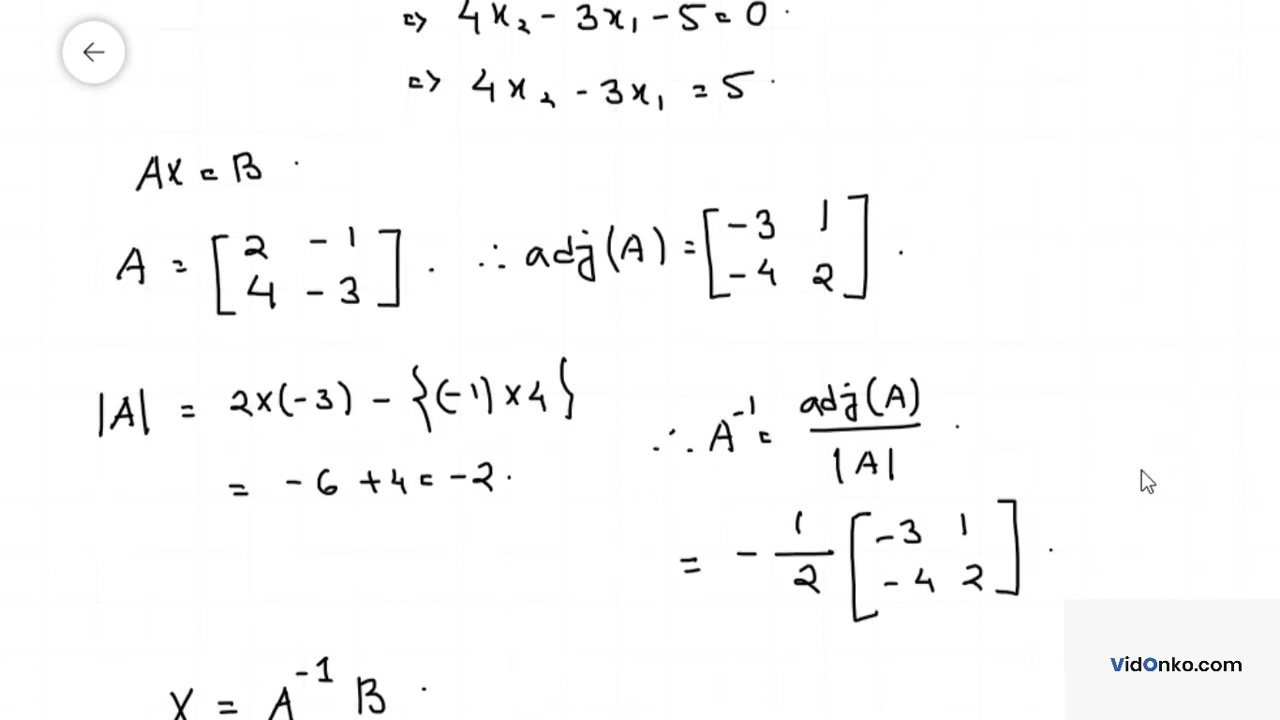 ⇒ 4x₂ - 3x₁ - 5 = 0.
⇒ 4x₂ - 3x₁ = 5.
AX = B.
A = [2 -1; 4 -3]. ∴ adj(A) = [-3 1; -4 2].
|A| = 2×(-3) - {(-1)×4}
= -6 + 4 = -2.
∴ A⁻¹ = adj(A)/|A|.
= -1/2 [-3 1; -4 2].
X = A⁻¹ B.
VidOnko.com